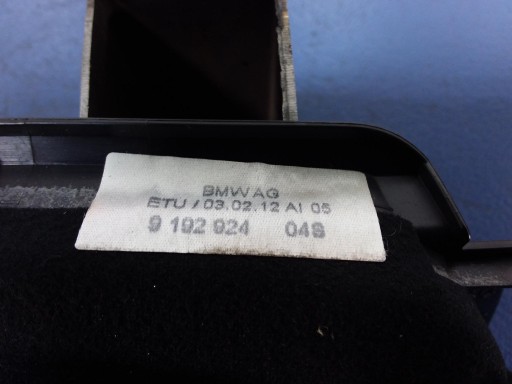 BMW AG
ETU / 03.02.12 AI 05
9 192 924 04S